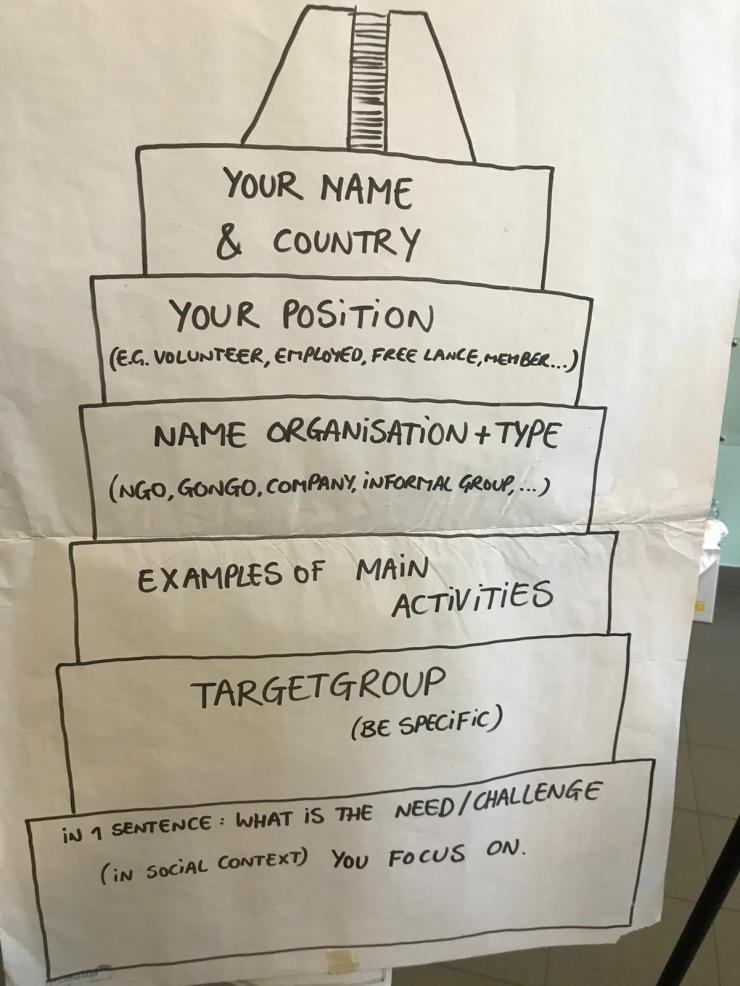 YOUR NAME
& COUNTRY
YOUR POSiTiON
(E.G. VOLUNTEER, EMPLOYED, FREE LANCE, MEMBER...)
NAME ORGANiSATiON + TYPE
(NGO, GONGO, COMPANY, iNFORMAL GROUP, ...)
EXAMPLES OF MAiN
ACTiViTiES
TARGETGROUP
(BE SPECiFiC)
iN 1 SENTENCE : WHAT iS THE NEED/CHALLENGE
(iN SOCiAL CONTEXT) YOU FOCUS ON.